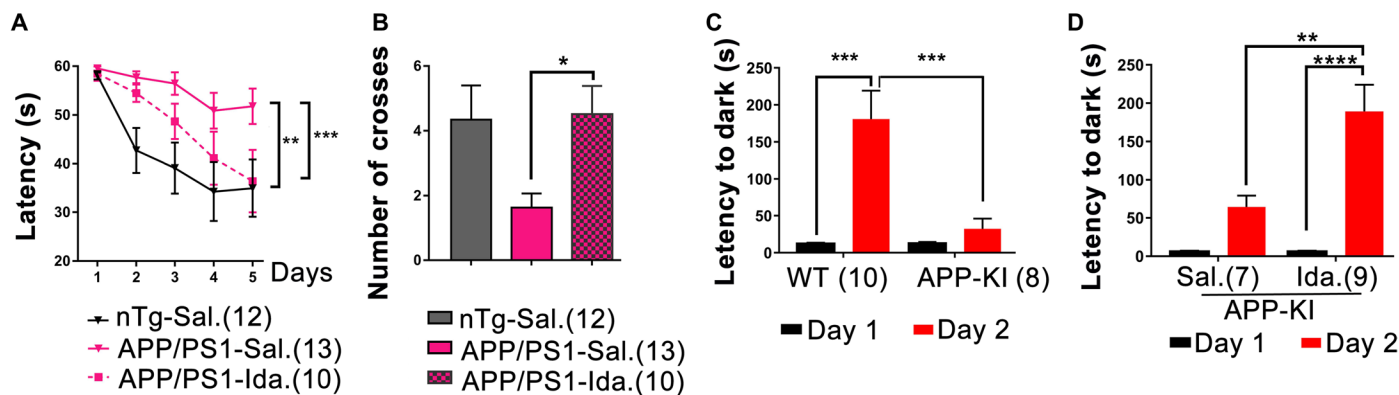 A
Latency (s)
60
50
40
30
20
1 2 3 4 5 Days
**
***
nTg-Sal.(12)
APP/PS1-Sal.(13)
APP/PS1-Ida.(10)
B
Number of crosses
6
4
2
0
*
nTg-Sal.(12)
APP/PS1-Sal.(13)
APP/PS1-Ida.(10)
C
Letency to dark (s)
250
200
150
100
50
0
*** ***
WT (10) APP-KI (8)
Day 1 Day 2
D
Letency to dark (s)
250
200
150
100
50
0
**
****
Sal.(7) Ida.(9)
APP-KI
Day 1 Day 2